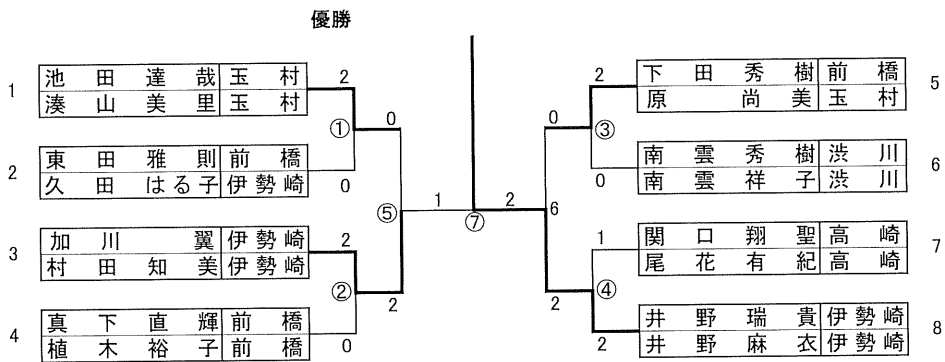 優勝
1
池田達哉 玉村
湊山美里 玉村
2
①
0
2
東田雅則 前橋
久田はる子 伊勢崎
0
⑤
1
3
加川翼 伊勢崎
村田知美 伊勢崎
2
②
2
4
真下直輝 前橋
植木裕子 前橋
0
⑦
2
下田秀樹 前橋
原尚美 玉村
5
2
③
0
南雲秀樹 渋川
南雲祥子 渋川
6
0
6
関口翔聖 高崎
尾花有紀 高崎
7
1
④
2
井野瑞貴 伊勢崎
井野麻衣 伊勢崎
8
2